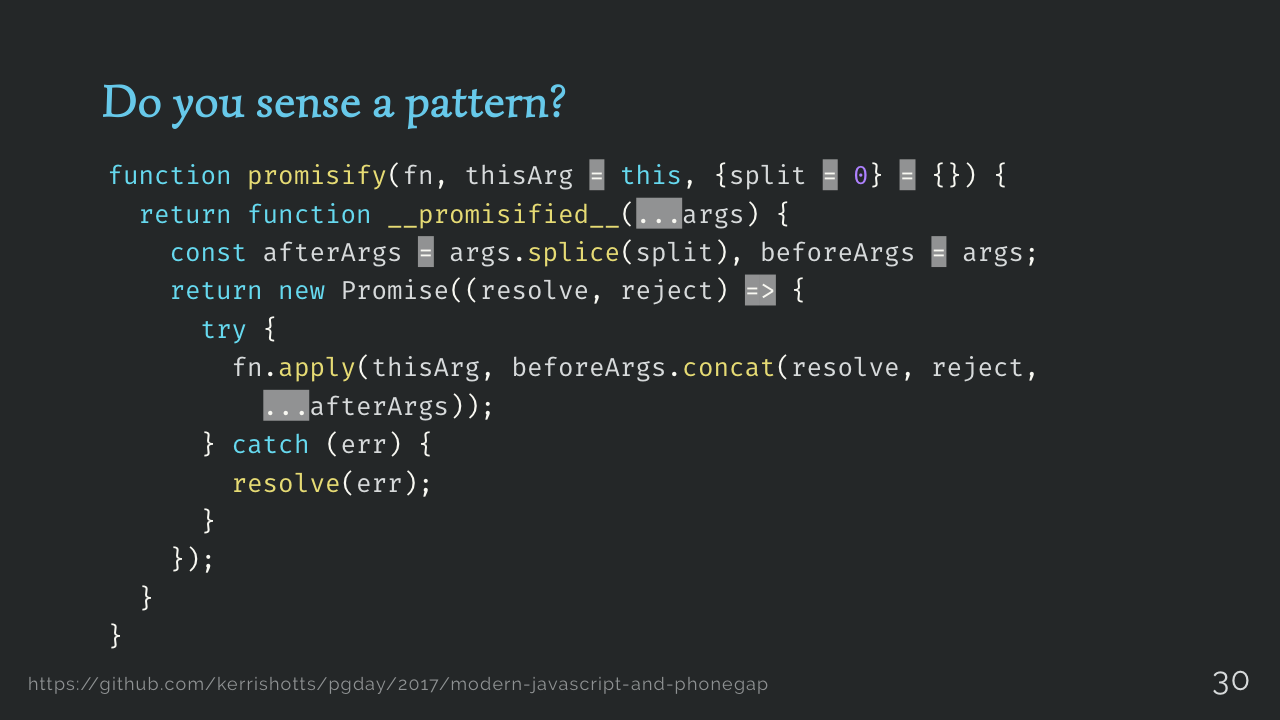 Do you sense a pattern?
function promisify(fn, thisArg = this, {split = 0} = {}) {
return function __promisified__(...args) {
const afterArgs = args.splice(split), beforeArgs = args;
return new Promise((resolve, reject) => {
try {
fn.apply(thisArg, beforeArgs.concat(resolve, reject,
...afterArgs));
} catch (err) {
resolve(err);
}
});
}
}
https://github.com/kerrishotts/pgday/2017/modern-javascript-and-phonegap
30